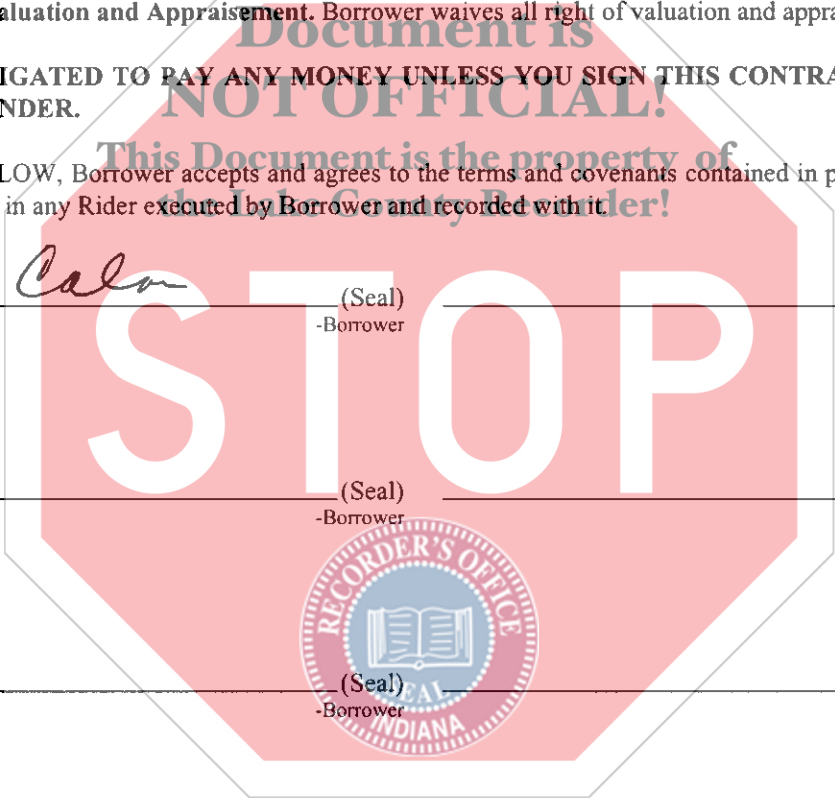 aluation and Appraisement. Borrower waives all right of valuation and appra
Document is
IGATED TO PAY ANY MONEY UNLESS YOU SIGN THIS CONTRA
NDER.
NOT OFFICIAL!
This Document is the property of
LOW, Borrower accepts and agrees to the terms and covenants contained in p
in any Rider executed by Borrower and recorded with it.
the Lake County Recorder!
(Seal)
-Borrower
STOP
(Seal)
-Borrower
RECORDER'S OFFICE
(Seal)
SEAL
-Borrower
INDIANA